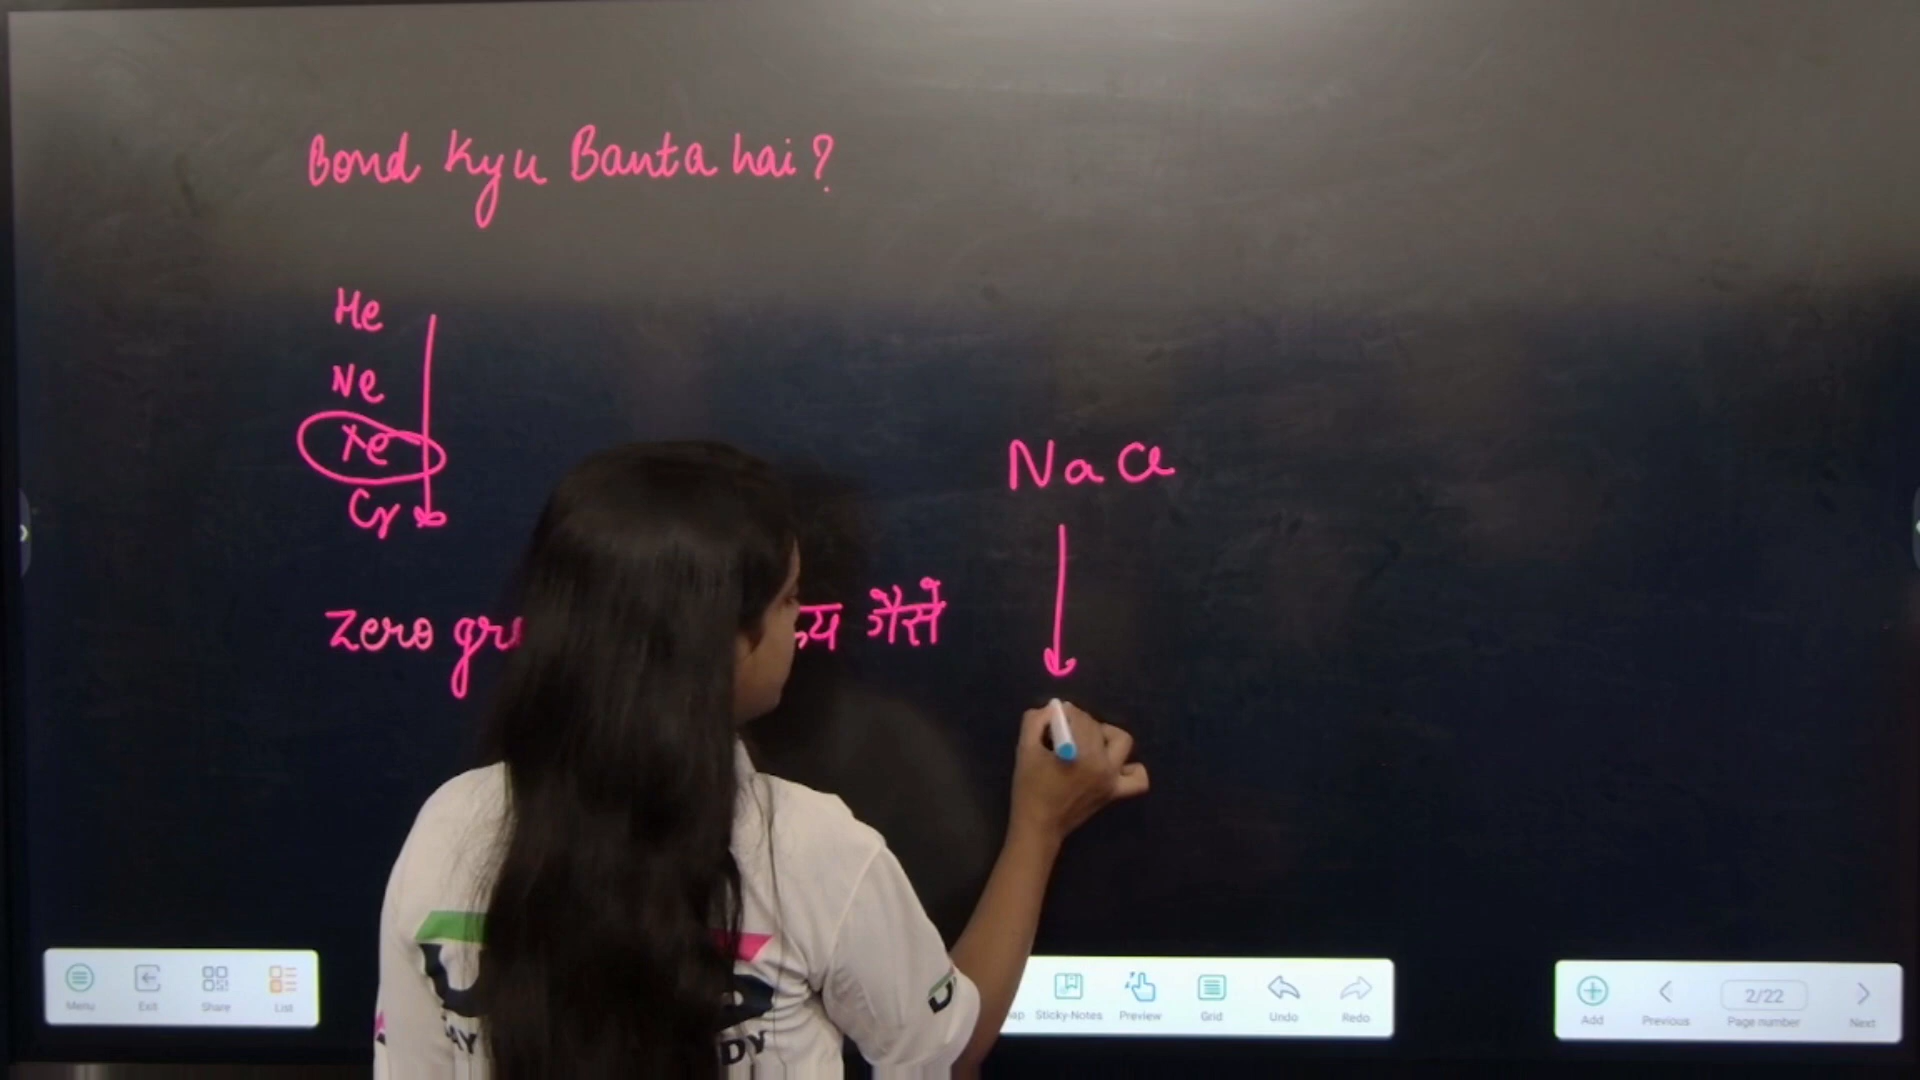 Bond Kyu Banta hai?
He
Ne
Xe
Cr
NaCl
Zero जैसे
Menu
Exit
Share
List
Sticky-Notes
Preview
Grid
Undo
Redo
Add
Previous
2/22
Page number
Next